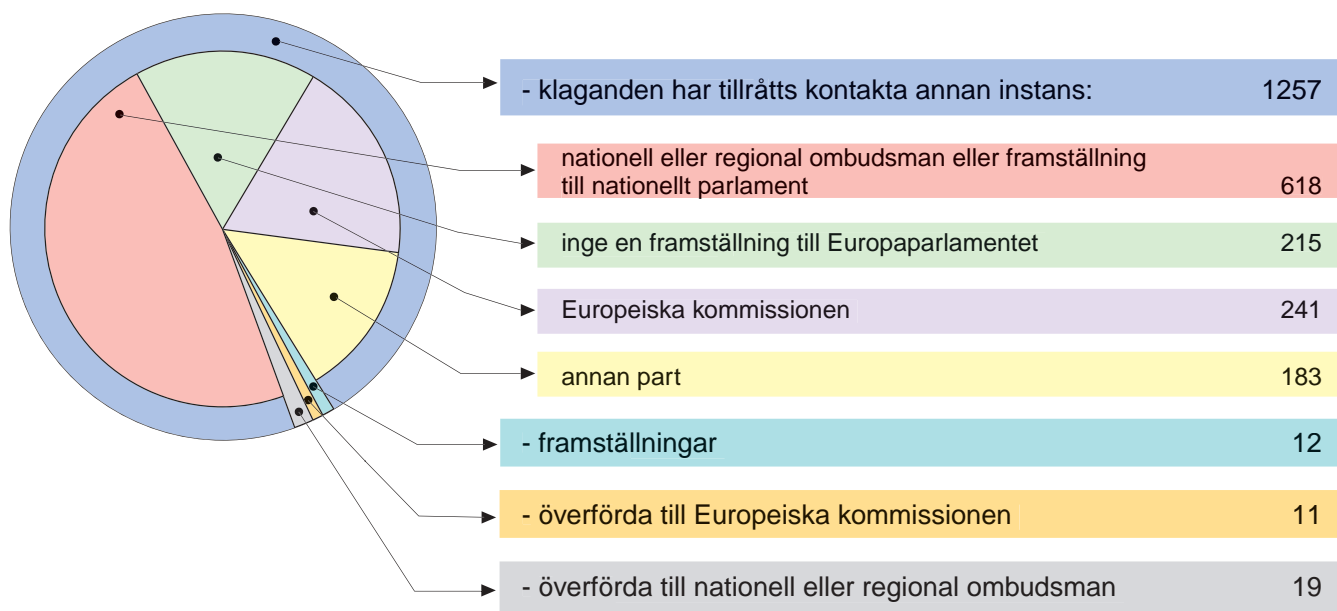 - klaganden har tillråtts kontakta annan instans: 1257
nationell eller regional ombudsman eller framställning
till nationellt parlament 618
inge en framställning till Europaparlamentet 215
Europeiska kommissionen 241
annan part 183
- framställningar 12
- överförda till Europeiska kommissionen 11
- överförda till nationell eller regional ombudsman 19